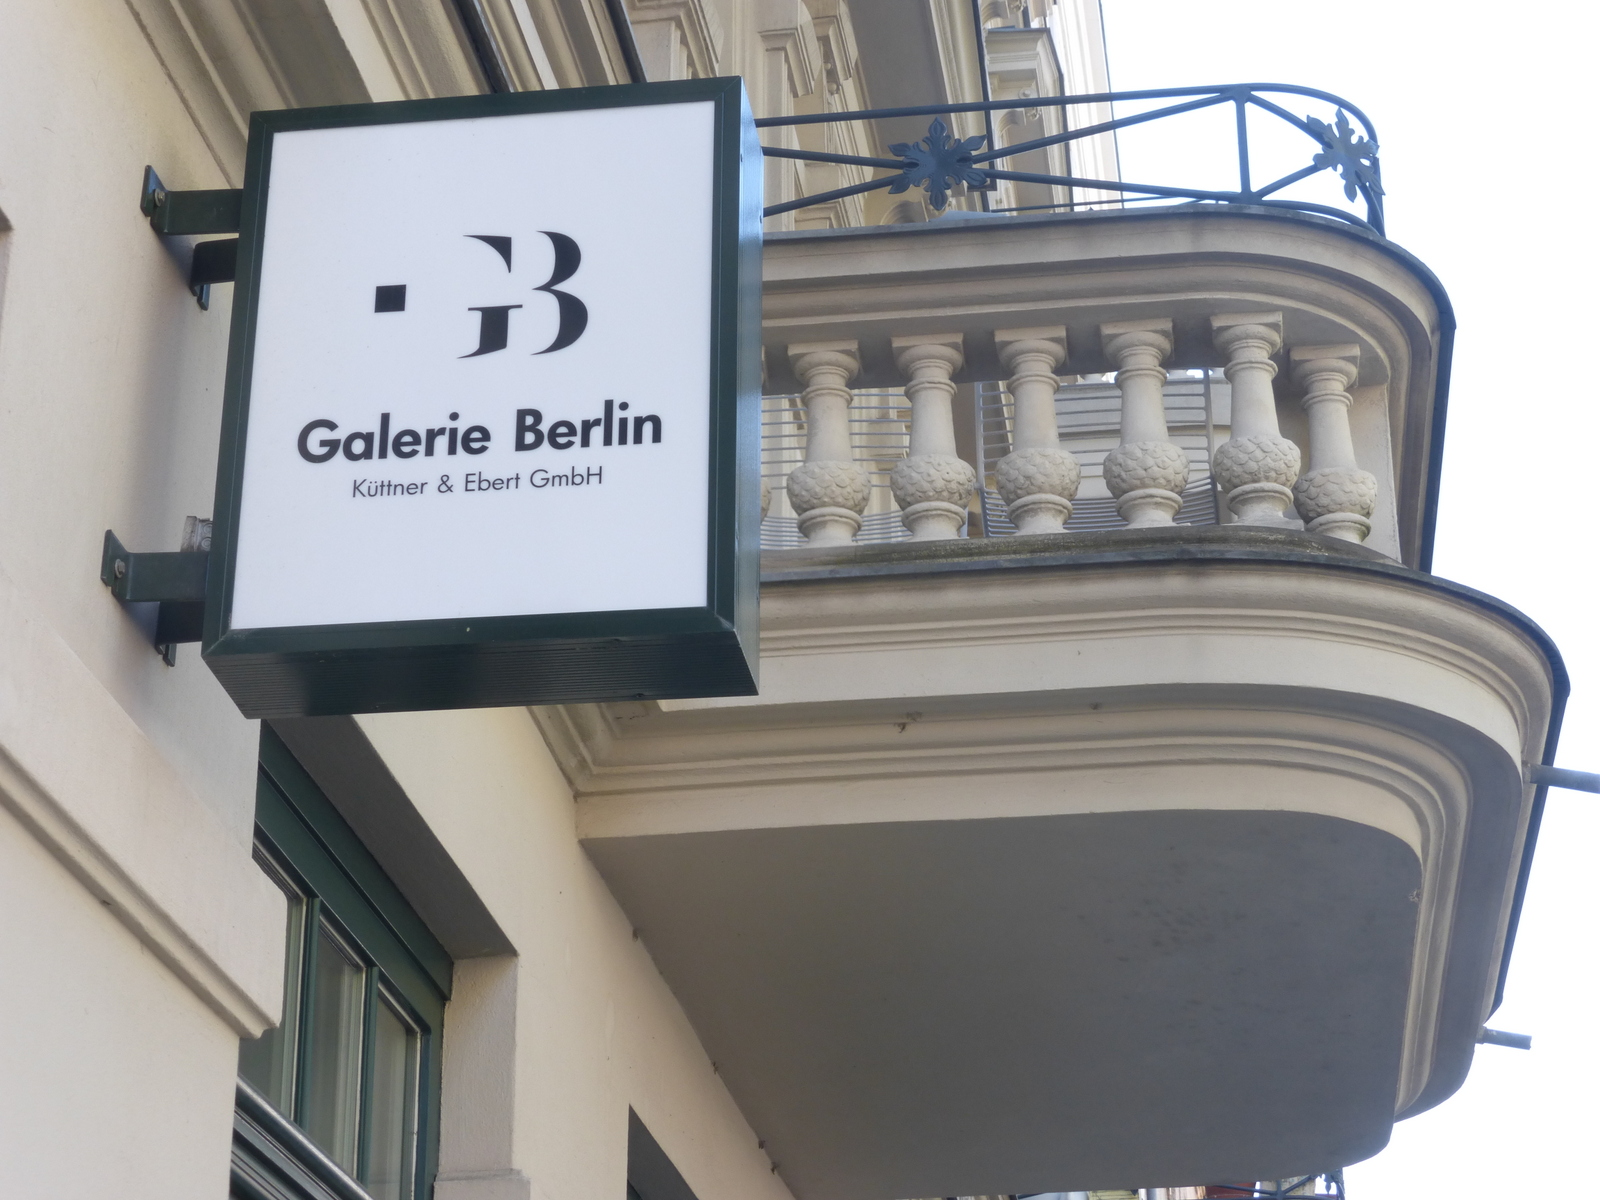 GB
Galerie Berlin
Küttner & Ebert GmbH